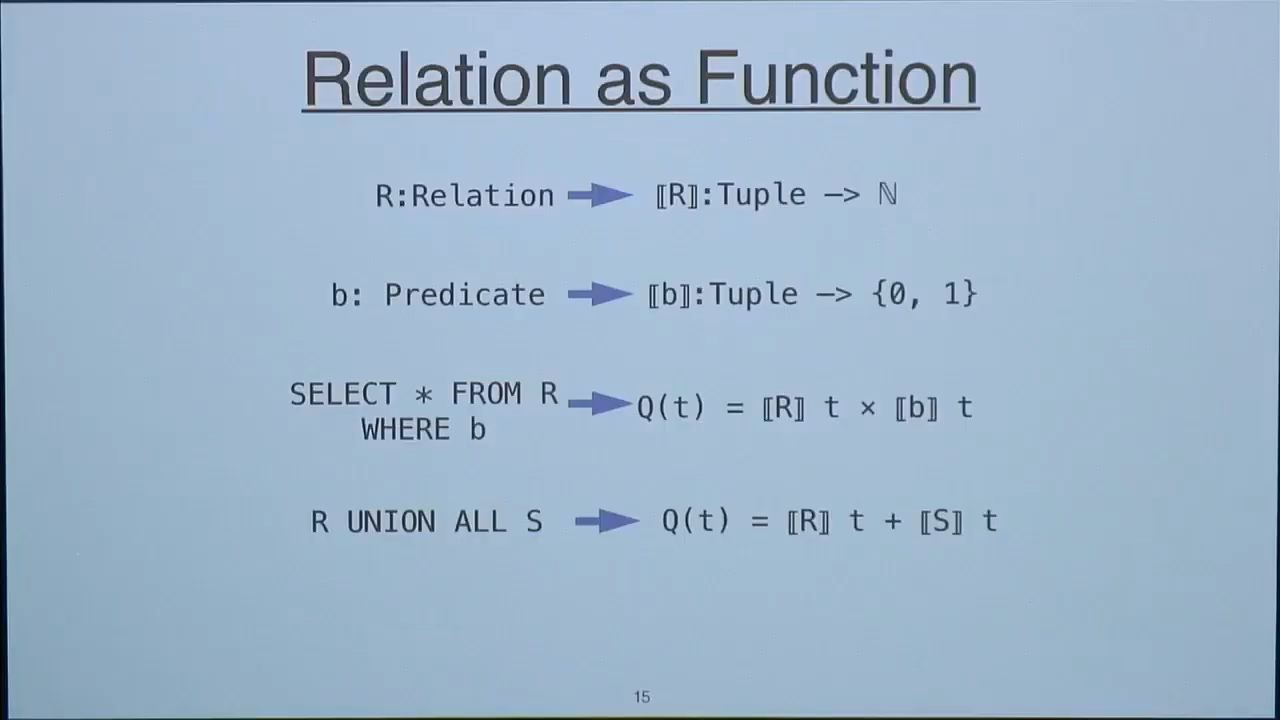 Relation as Function
R:Relation ⟦R⟧:Tuple —> ℕ
b: Predicate ⟦b⟧:Tuple —> {0, 1}
SELECT * FROM R
WHERE b
Q(t) = ⟦R⟧ t × ⟦b⟧ t
R UNION ALL S Q(t) = ⟦R⟧ t + ⟦S⟧ t
15